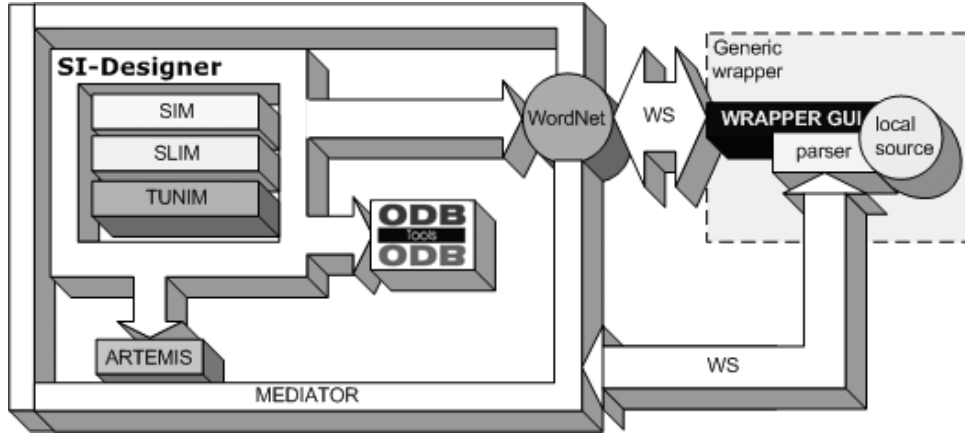 SI-Designer
SIM
SLIM
TUNIM
ARTEMIS
ODB
Tools
ODB
WordNet
WS
Generic
wrapper
WRAPPER GUI
parser
local
source
WS
MEDIATOR